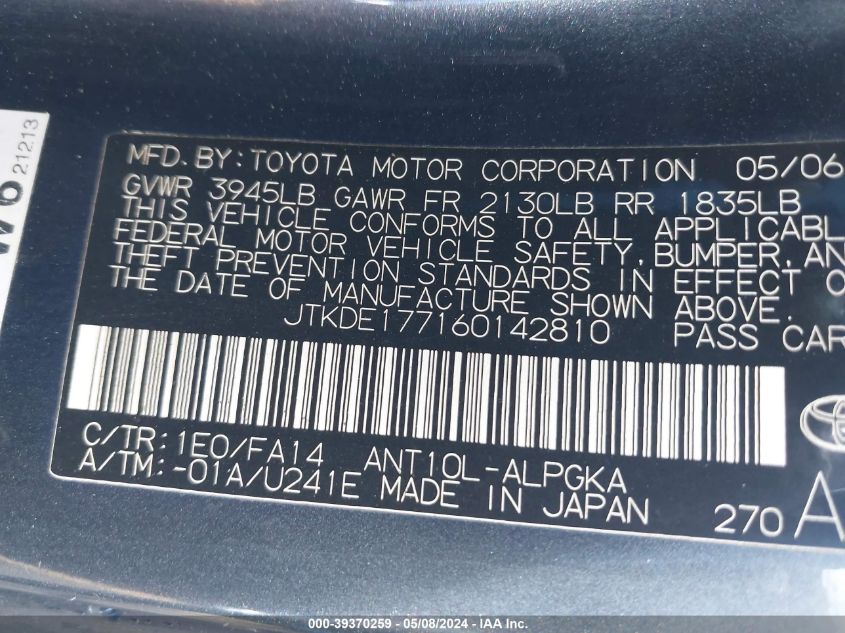 W6 21213
MFD. BY: TOYOTA MOTOR CORPORATION 05/06
GVWR 3945LB GAWR FR 2130LB RR 1835LB
THIS VEHICLE CONFORMS TO ALL APPLICABL
FEDERAL MOTOR VEHICLE SAFETY, BUMPER, AN
THEFT PREVENTION STANDARDS IN EFFECT O
THE DATE OF MANUFACTURE SHOWN ABOVE.
JTKDE177160142810 PASS CAR
C/TR: 1E0/FA14 ANT10L-ALPGKA
A/TM: -01A/U241E MADE IN JAPAN 270 A
000-39370259 - 05/08/2024 - IAAI.com